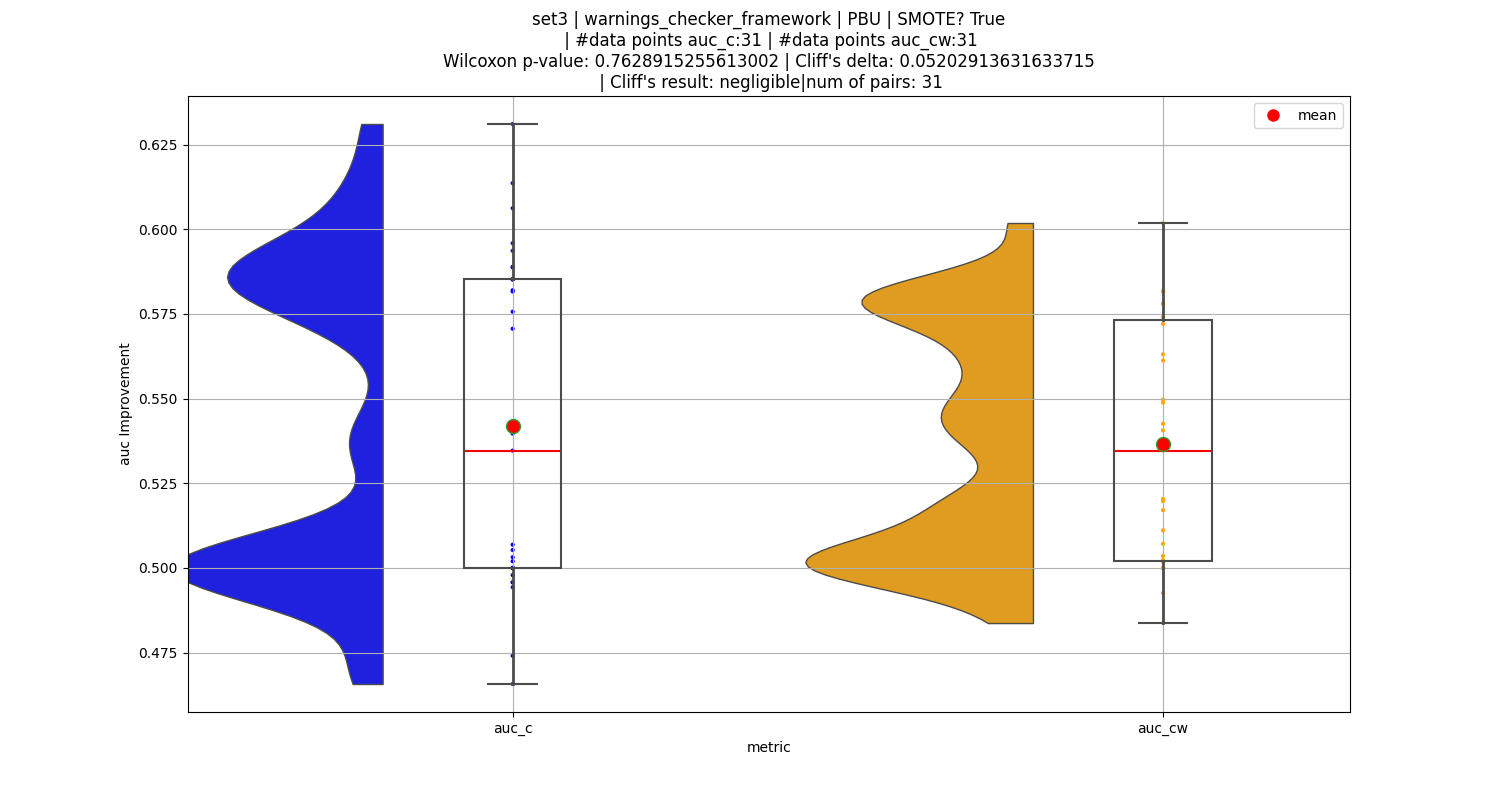 set3 | warnings_checker_framework | PBU | SMOTE? True
| #data points auc_c:31 | #data points auc_cw:31
Wilcoxon p-value: 0.7628915255613002 | Cliff's delta: 0.05202913631633715
| Cliff's result: negligible|num of pairs: 31
mean
0.625
0.600
0.575
0.550
0.525
0.500
0.475
auc Improvement
auc_c
auc_cw
metric